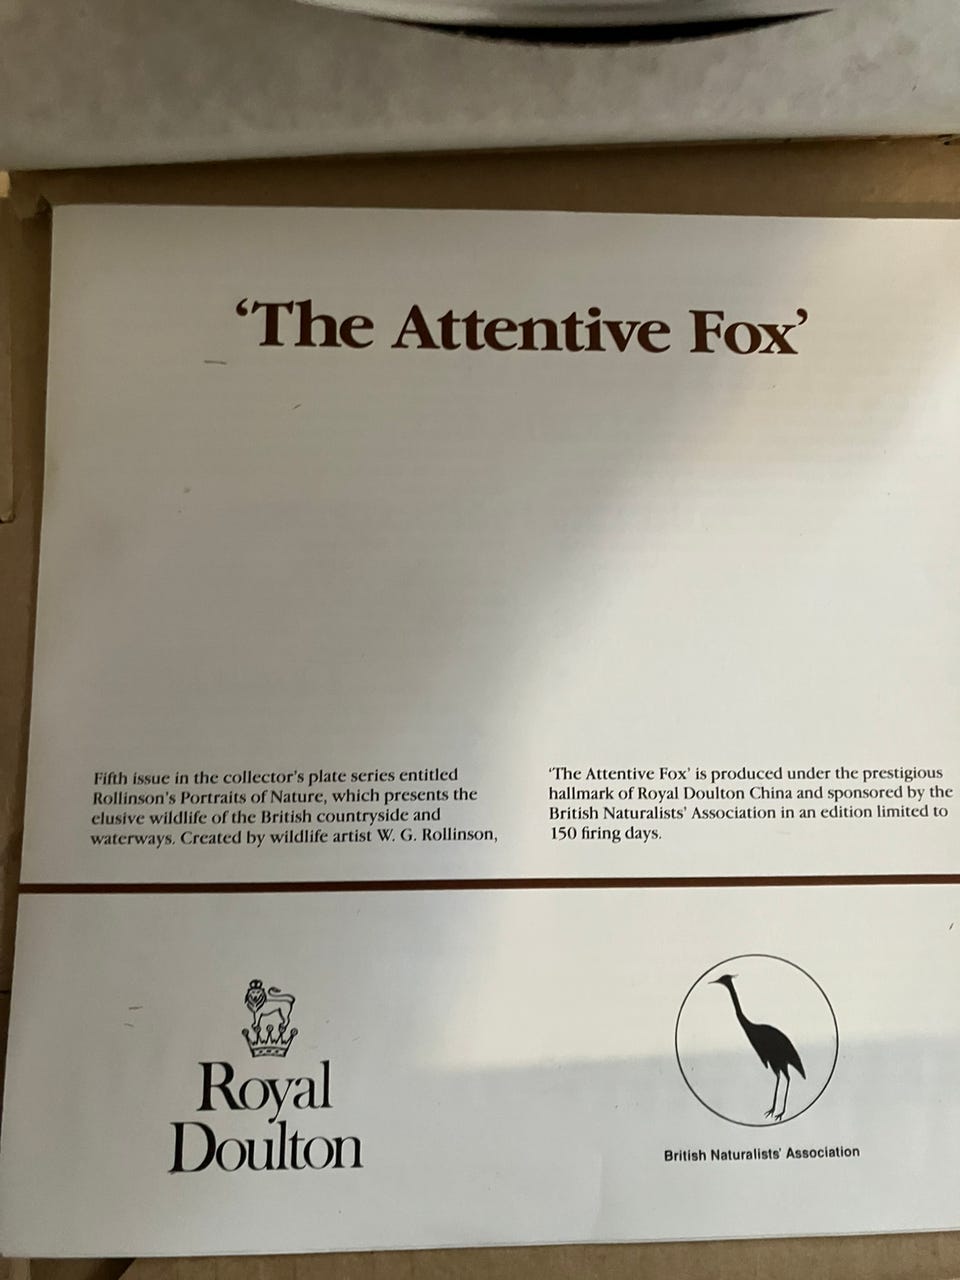 ‘The Attentive Fox’
Fifth issue in the collector’s plate series entitled
Rollinson’s Portraits of Nature, which presents the
elusive wildlife of the British countryside and
waterways. Created by wildlife artist W. G. Rollinson,
‘The Attentive Fox’ is produced under the prestigious
hallmark of Royal Doulton China and sponsored by the
British Naturalists’ Association in an edition limited to
150 firing days.
Royal
Doulton
British Naturalists’ Association